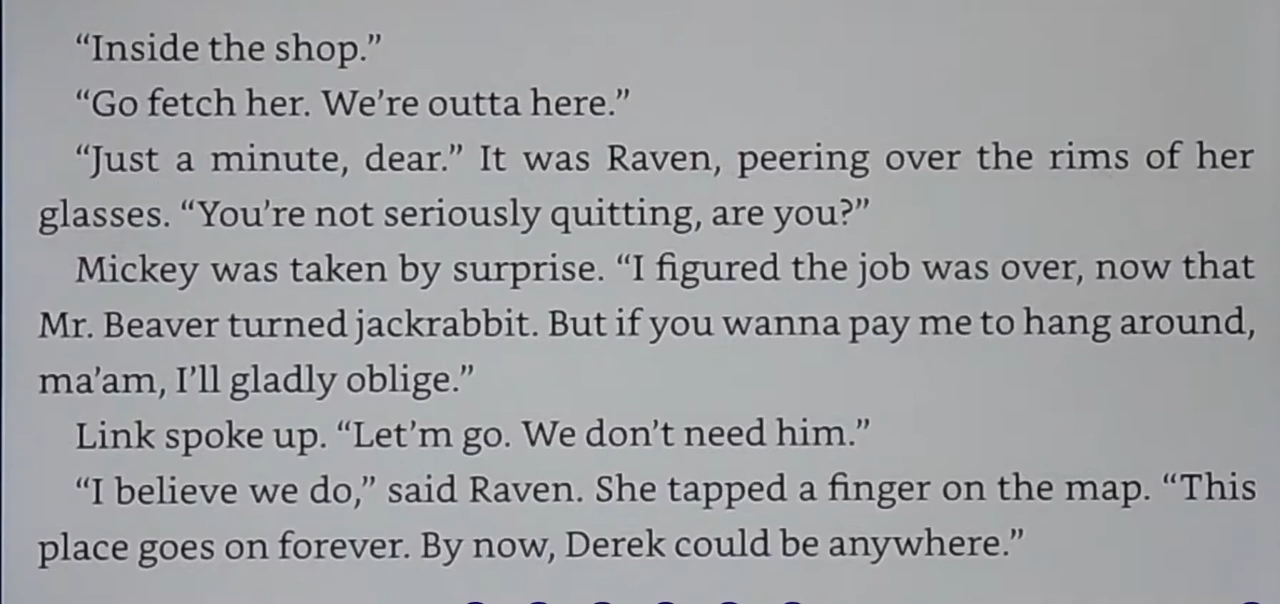 “Inside the shop.”
“Go fetch her. We’re outta here.”
“Just a minute, dear.” It was Raven, peering over the rims of her
glasses. “You’re not seriously quitting, are you?”
Mickey was taken by surprise. “I figured the job was over, now that
Mr. Beaver turned jackrabbit. But if you wanna pay me to hang around,
ma’am, I’ll gladly oblige.”
Link spoke up. “Let’m go. We don’t need him.”
“I believe we do,” said Raven. She tapped a finger on the map. “This
place goes on forever. By now, Derek could be anywhere.”